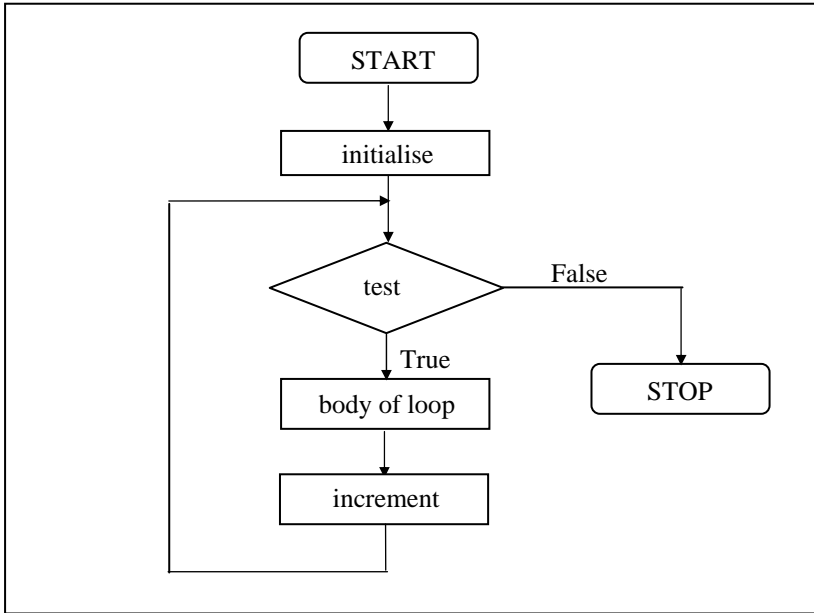 START
initialise
test
False
True
body of loop
STOP
increment